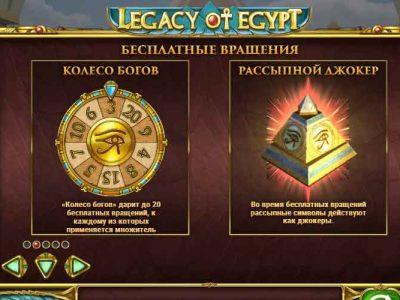 LEGACY OF EGYPT
БЕСПЛАТНЫЕ ВРАЩЕНИЯ
КОЛЕСО БОГОВ
«Колесо богов» дарит до 20
бесплатных вращений, к
каждому из которых
применяется множитель
РАССЫПНОЙ ДЖОКЕР
Во время бесплатных вращений
рассыпные символы действуют
как джокеры.